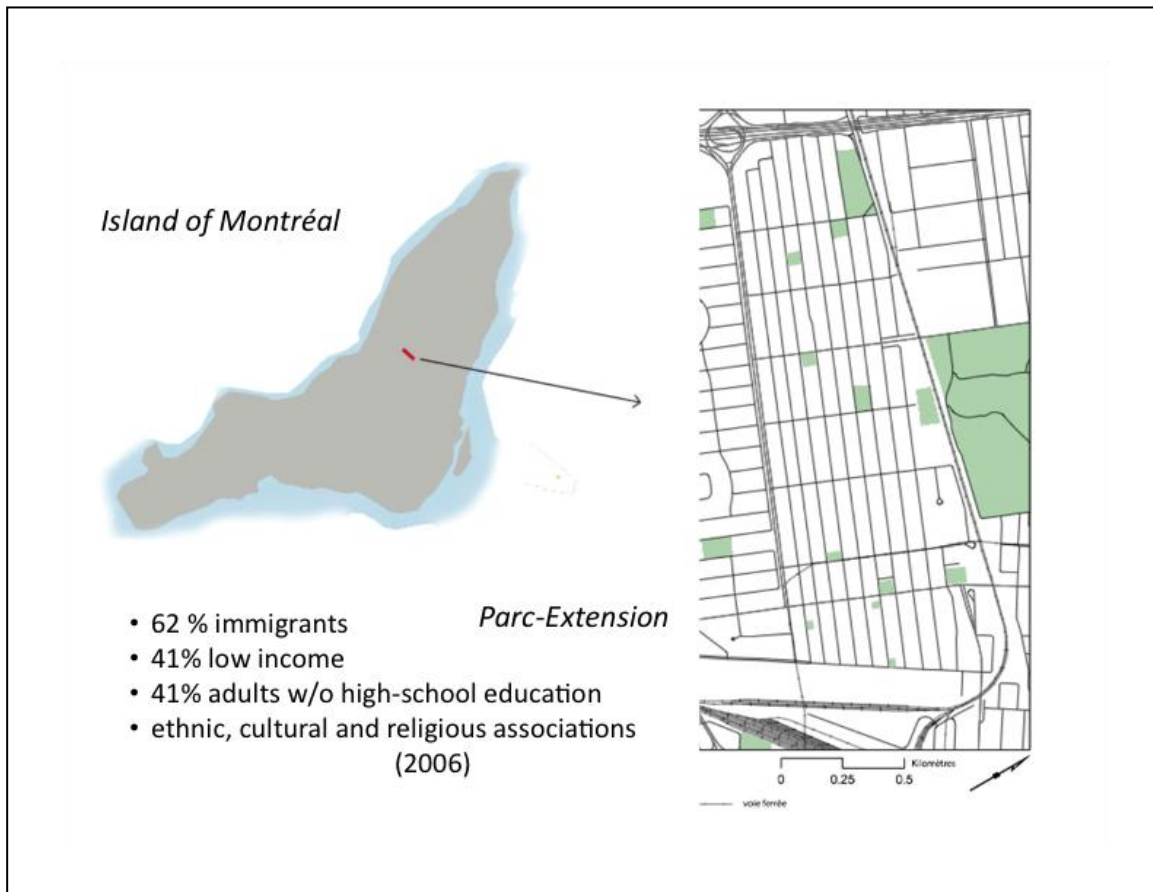 Island of Montréal
• 62 % immigrants
• 41% low income
• 41% adults w/o high-school education
• ethnic, cultural and religious associations
(2006)
Parc-Extension
Kilomètres
0 0.25 0.5
voie ferrée